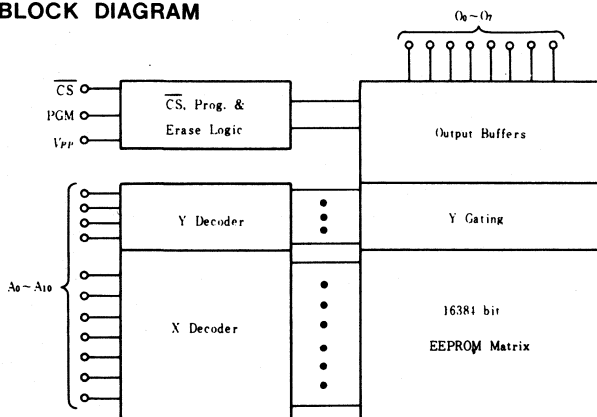 BLOCK DIAGRAM
O₀~O₇
CS
PGM
VPP
CS, Prog. &
Erase Logic
Output Buffers
Y Decoder
Y Gating
A₀~A₁₀
X Decoder
16384 bit
EEPROM Matrix